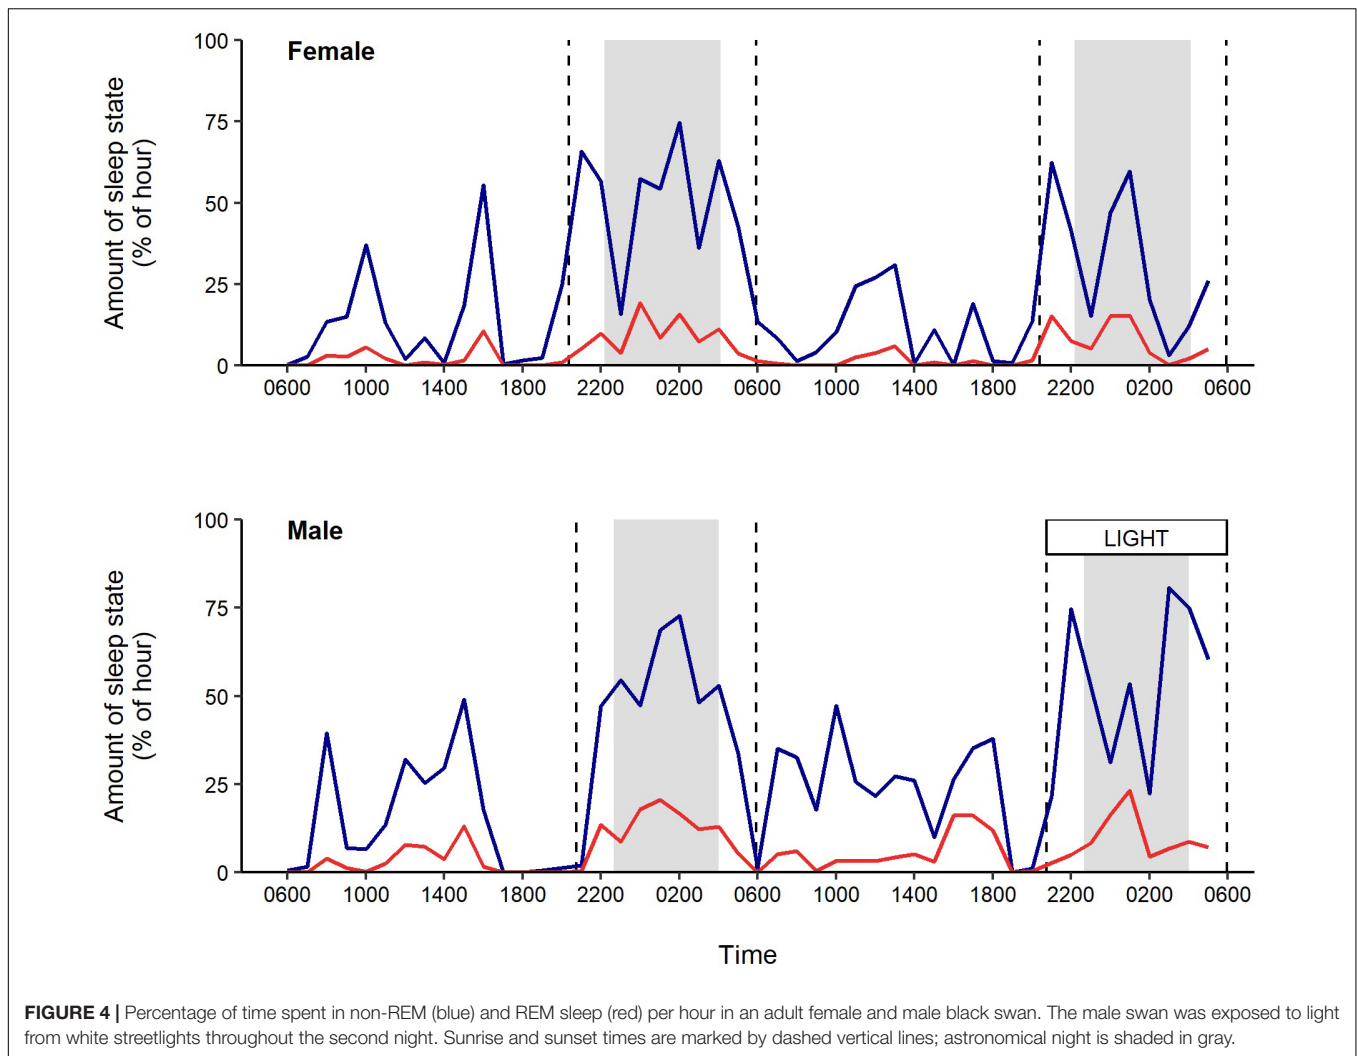 Female
Amount of sleep state
(% of hour)
100
75
50
25
0
0600 1000 1400 1800 2200 0200 0600 1000 1400 1800 2200 0200 0600
Male
LIGHT
Amount of sleep state
(% of hour)
100
75
50
25
0
0600 1000 1400 1800 2200 0200 0600 1000 1400 1800 2200 0200 0600
Time
FIGURE 4 | Percentage of time spent in non-REM (blue) and REM sleep (red) per hour in an adult female and male black swan. The male swan was exposed to light
from white streetlights throughout the second night. Sunrise and sunset times are marked by dashed vertical lines; astronomical night is shaded in gray.